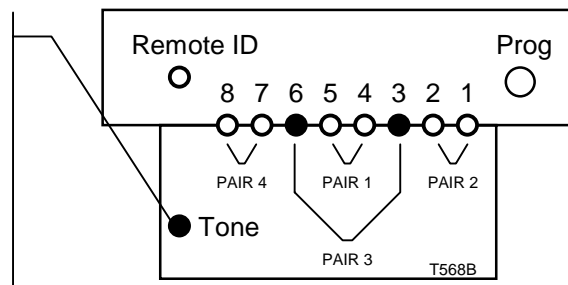 Remote ID Prog
8 7 6 5 4 3 2 1
PAIR 4 PAIR 1 PAIR 2
Tone
PAIR 3
T568B